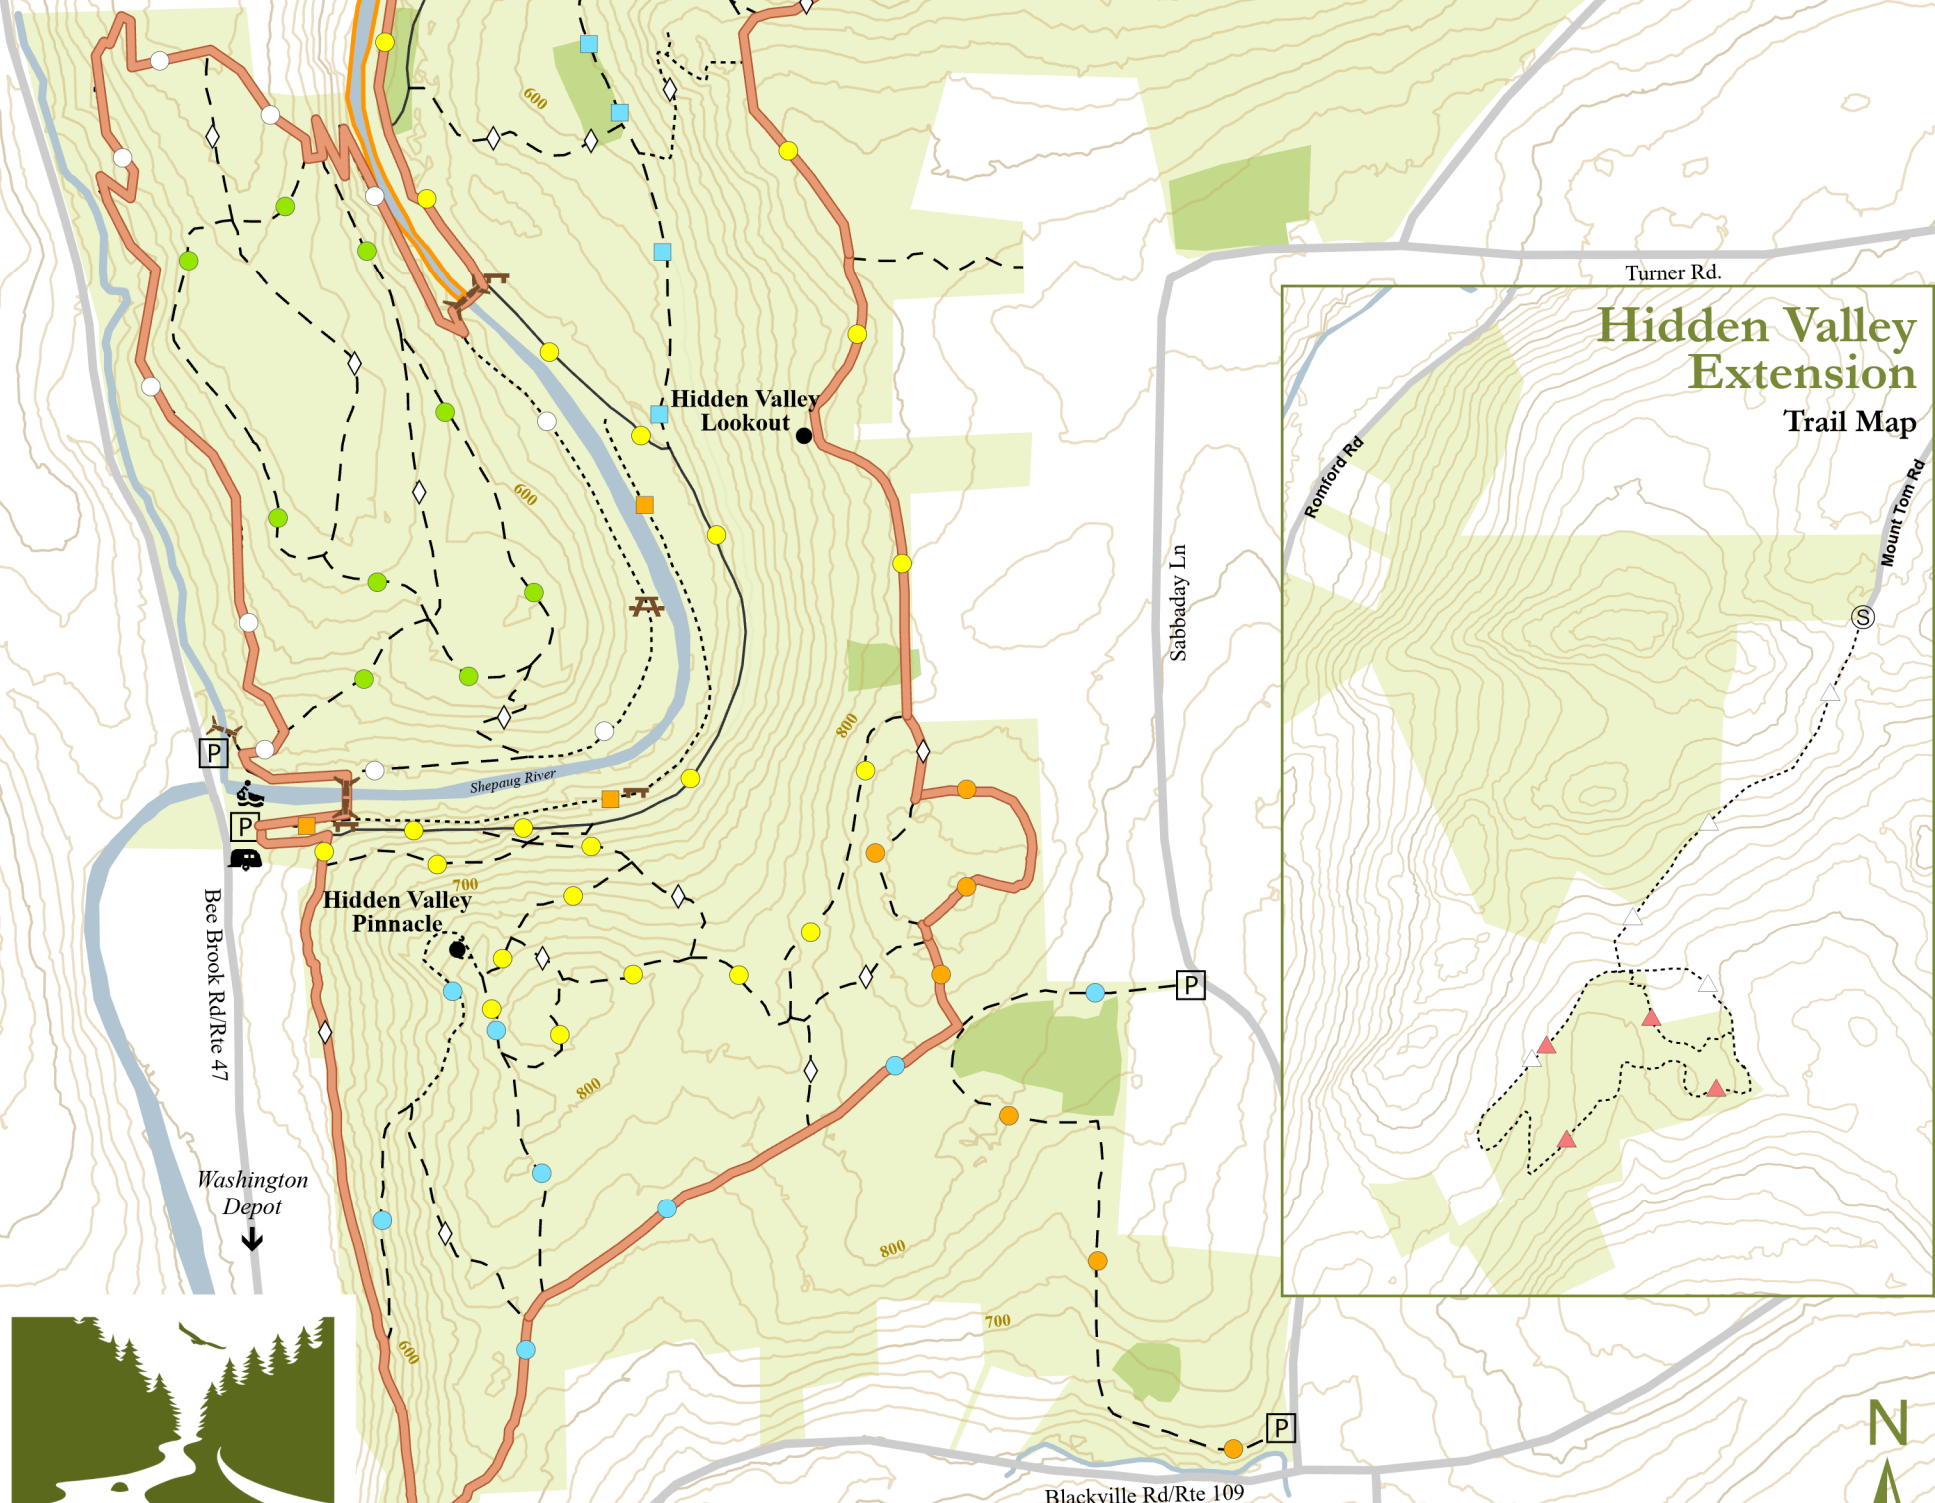 600
Turner Rd.
Hidden Valley
Extension
Trail Map
Hidden Valley
Lookout
Romford Rd
Mount Tom Rd
600
Sabbaday Ln
S
800
P
Shepaug River
P
700
Hidden Valley
Pinnacle
Bee Brook Rd/Rte 47
P
800
Washington
Depot
800
700
600
P
N
Blackville Rd/Rte 109